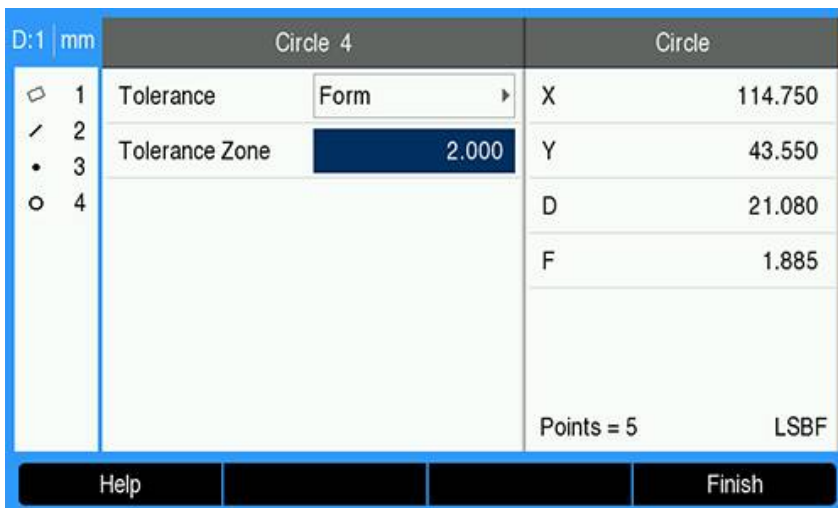 D:1 mm Circle 4 Circle
1 Tolerance Form X 114.750
2 Tolerance Zone 2.000 Y 43.550
3
4 D 21.080
F 1.885
Points = 5 LSBF
Help Finish